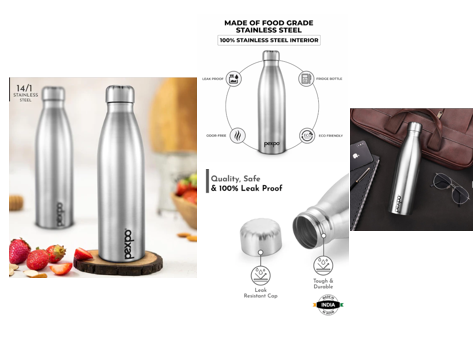 14/1
STAINLESS
STEEL
pexpo
pexpo
MADE OF FOOD GRADE
STAINLESS STEEL
100% STAINLESS STEEL INTERIOR
LEAK PROOF
FRIDGE BOTTLE
ODOR FREE
ECO FRIENDLY
pexpo
Quality, Safe
& 100% Leak Proof
Leak
Resistant Cap
Tough &
Durable
INDIA
pexpo